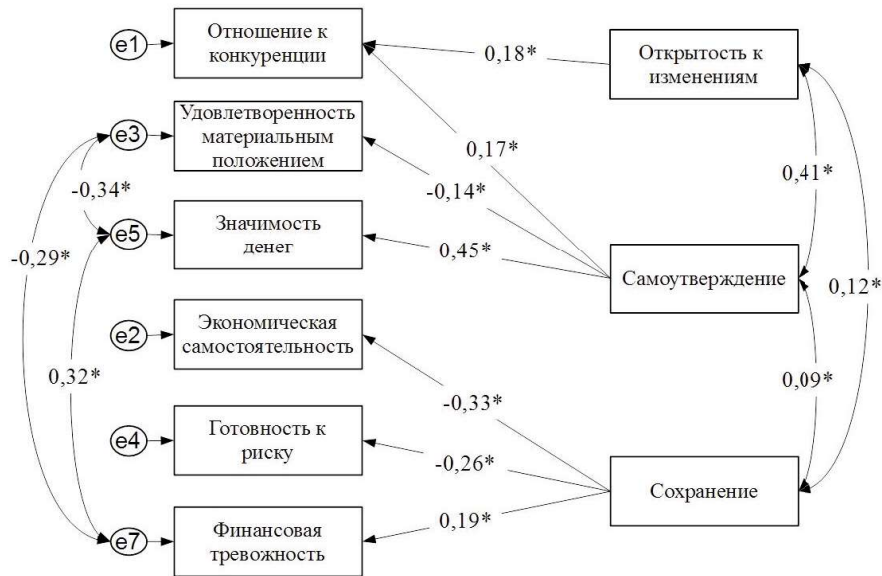 e1
Отношение к
конкуренции
0,18*
Открытость к
изменениям
e3
Удовлетворенность
материальным
положением
0,17*
-0,34*
-0,14*
0,41*
e5
Значимость
денег
-0,29*
0,45*
Самоутверждение
0,12*
e2
Экономическая
самостоятельность
0,32*
-0,33*
0,09*
e4
Готовность к
риску
-0,26*
Сохранение
0,19*
e7
Финансовая
тревожность